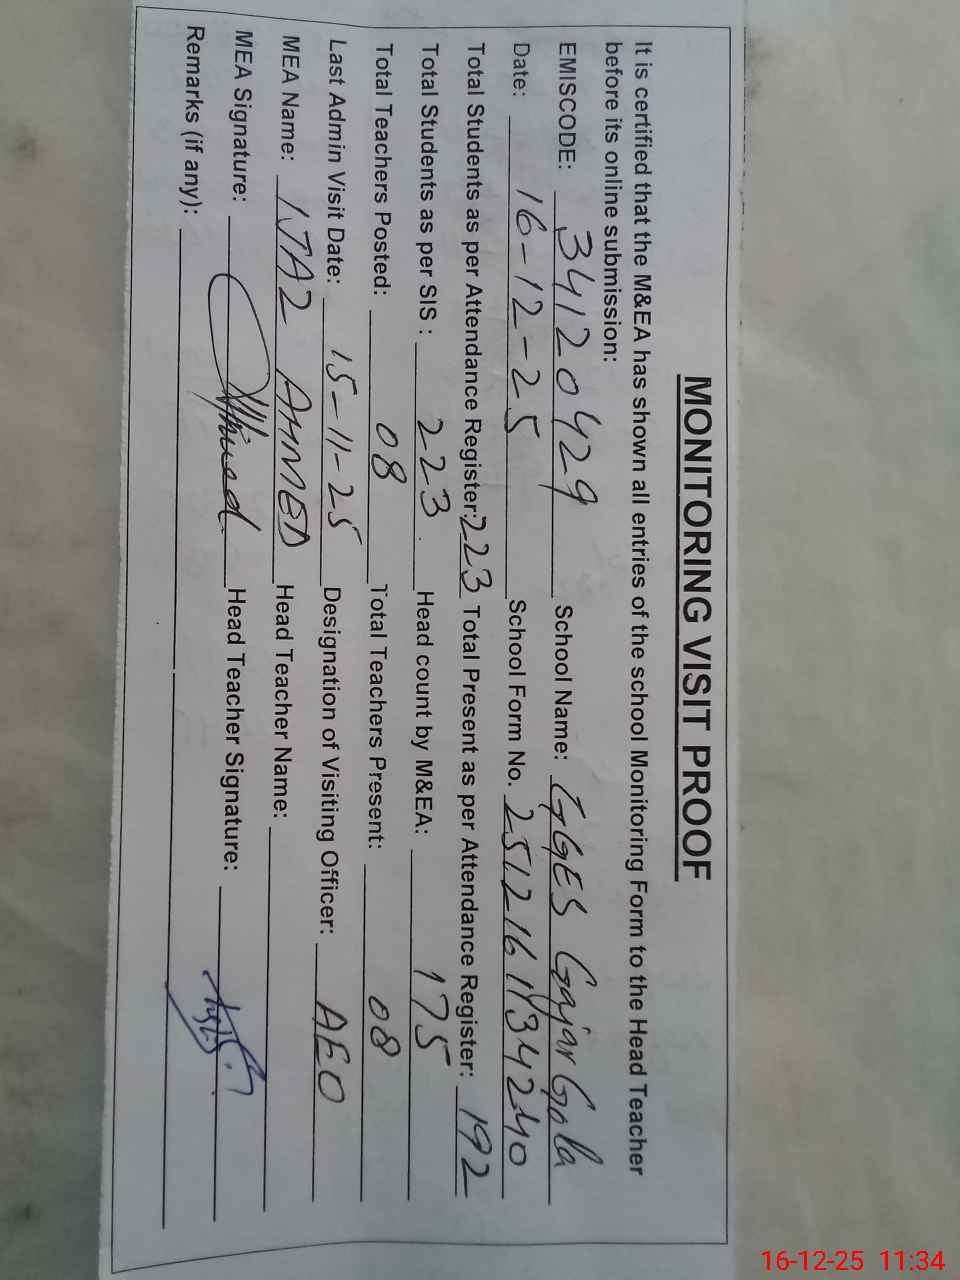 MONITORING VISIT PROOF
It is certified that the M&EA has shown all entries of the school Monitoring Form to the Head Teacher
before its online submission:
EMISCODE: 34120429 School Name: GGES Gajar Gola
Date: 16-12-25 School Form No. 2512161134240
Total Students as per Attendance Register: 223 Total Present as per Attendance Register: 192
Total Students as per SIS : 223 Head count by M&EA: 175
Total Teachers Posted: 08 Total Teachers Present: 08
Last Admin Visit Date: 15-11-25 Designation of Visiting Officer: AEO
MEA Name: IJAZ AHMED Head Teacher Name:
MEA Signature: Head Teacher Signature:
Remarks (if any):
16-12-25 11:34